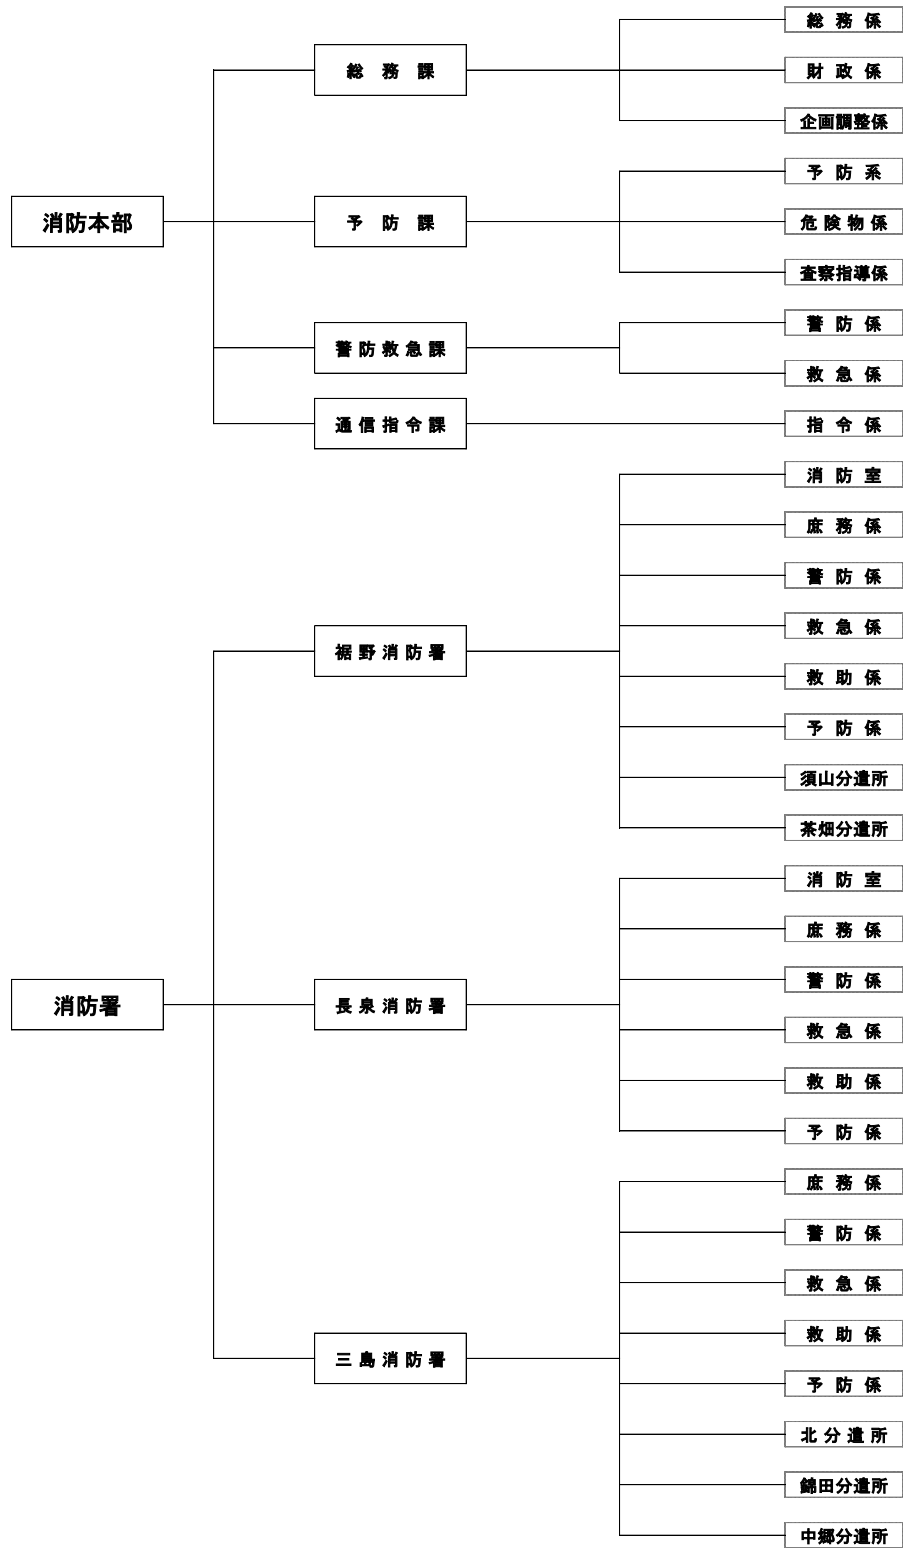 総務係
総務課
財政係
企画調整係
予防系
消防本部
予防課
危険物係
査察指導係
警防係
警防救急課
救急係
通信指令課
指令係
消防室
庶務係
警防係
救急係
裾野消防署
救助係
予防係
須山分遣所
茶畑分遣所
消防室
庶務係
警防係
消防署
長泉消防署
救急係
救助係
予防係
庶務係
警防係
救急係
救助係
三島消防署
予防係
北分遣所
錦田分遣所
中郷分遣所